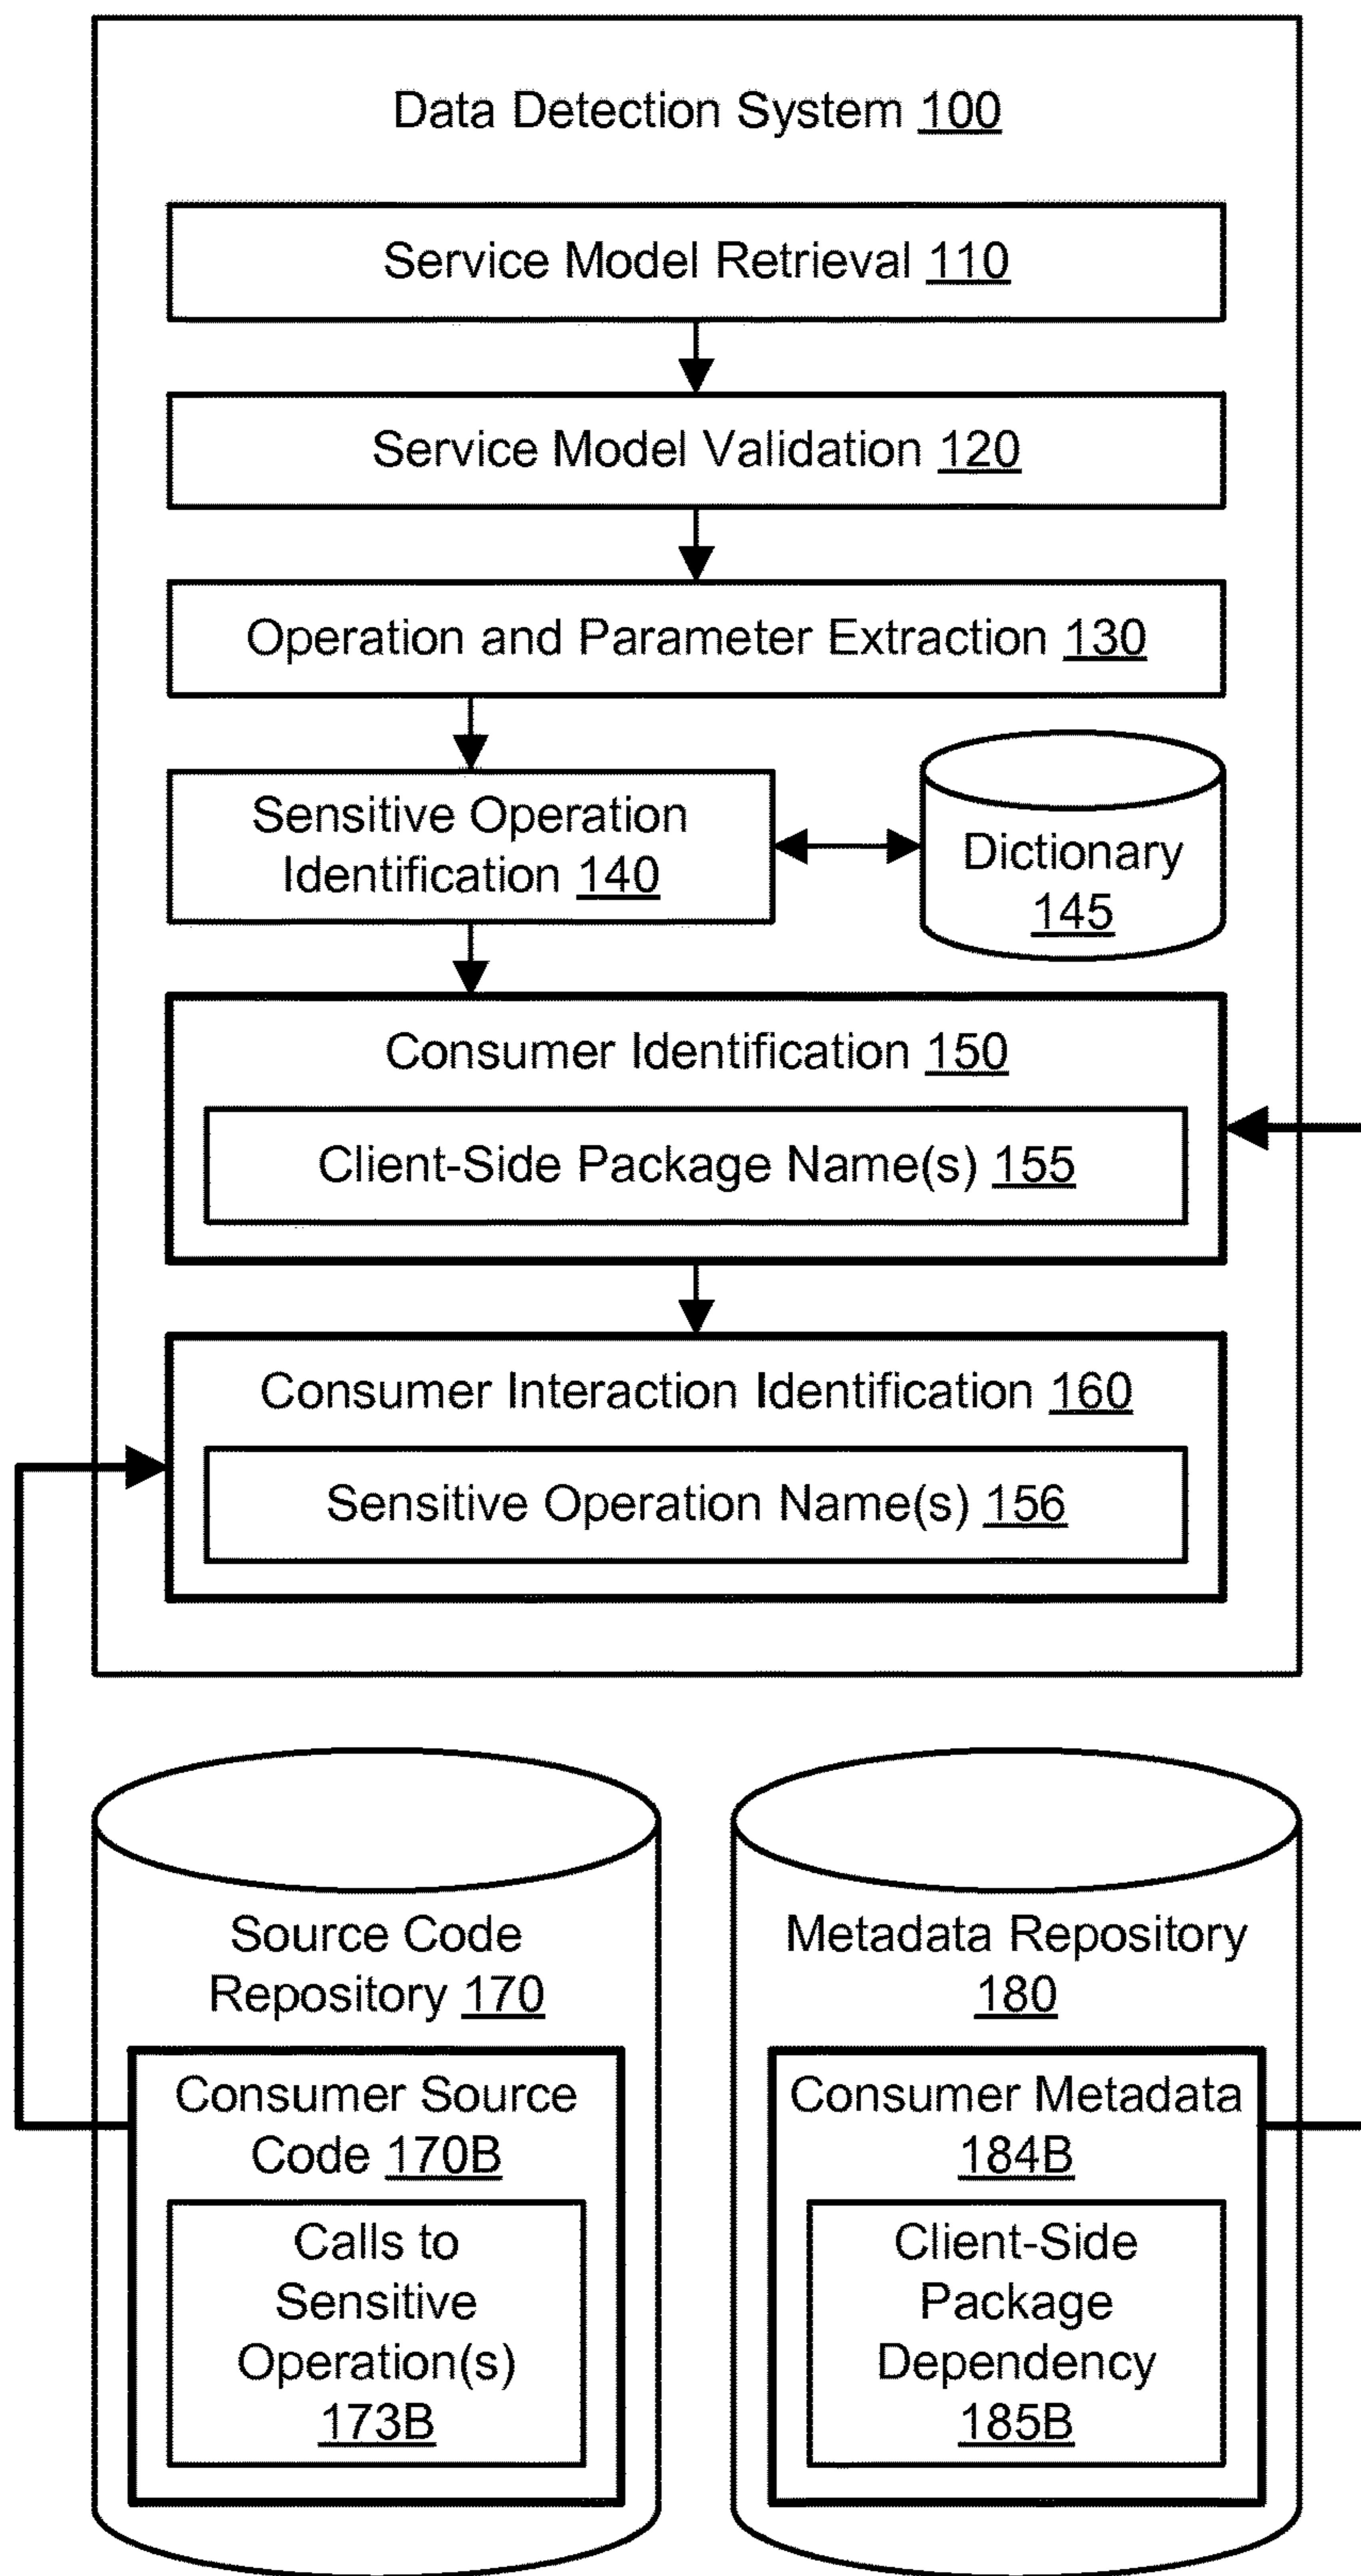 Data Detection System 100
Service Model Retrieval 110
Service Model Validation 120
Operation and Parameter Extraction 130
Sensitive Operation
Identification 140
Dictionary
145
Consumer Identification 150
Client-Side Package Name(s) 155
Consumer Interaction Identification 160
Sensitive Operation Name(s) 156
Source Code
Repository 170
Consumer Source
Code 170B
Calls to
Sensitive
Operation(s)
173B
Metadata Repository
180
Consumer Metadata
184B
Client-Side
Package
Dependency
185B